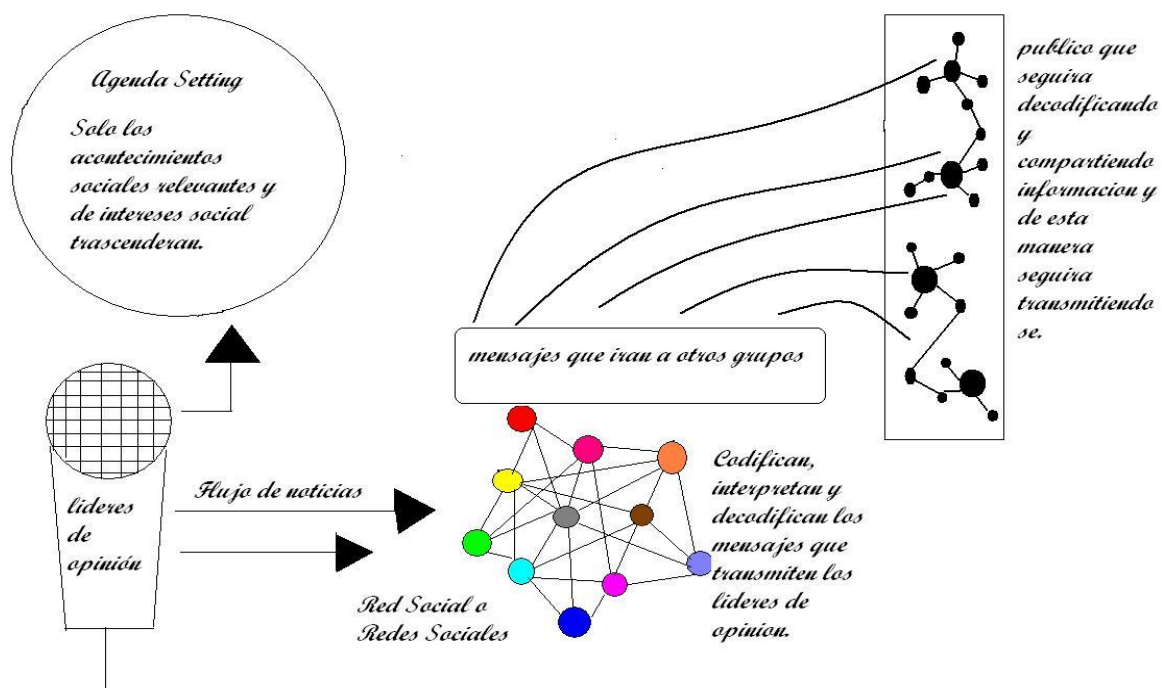 Agenda Setting
Solo los
acontecimientos
sociales relevantes y
de intereses social
trascenderan.
lideres
de
opinión
Flujo de noticias
Red Social o
Redes Sociales
mensajes que iran a otros grupos
Codifican,
interpretan y
decodifican los
mensajes que
transmiten los
lideres de
opinion.
publico que
seguira
decodificando
y
compartiendo
informacion y
de esta
manera
seguira
transmitiendo
se.